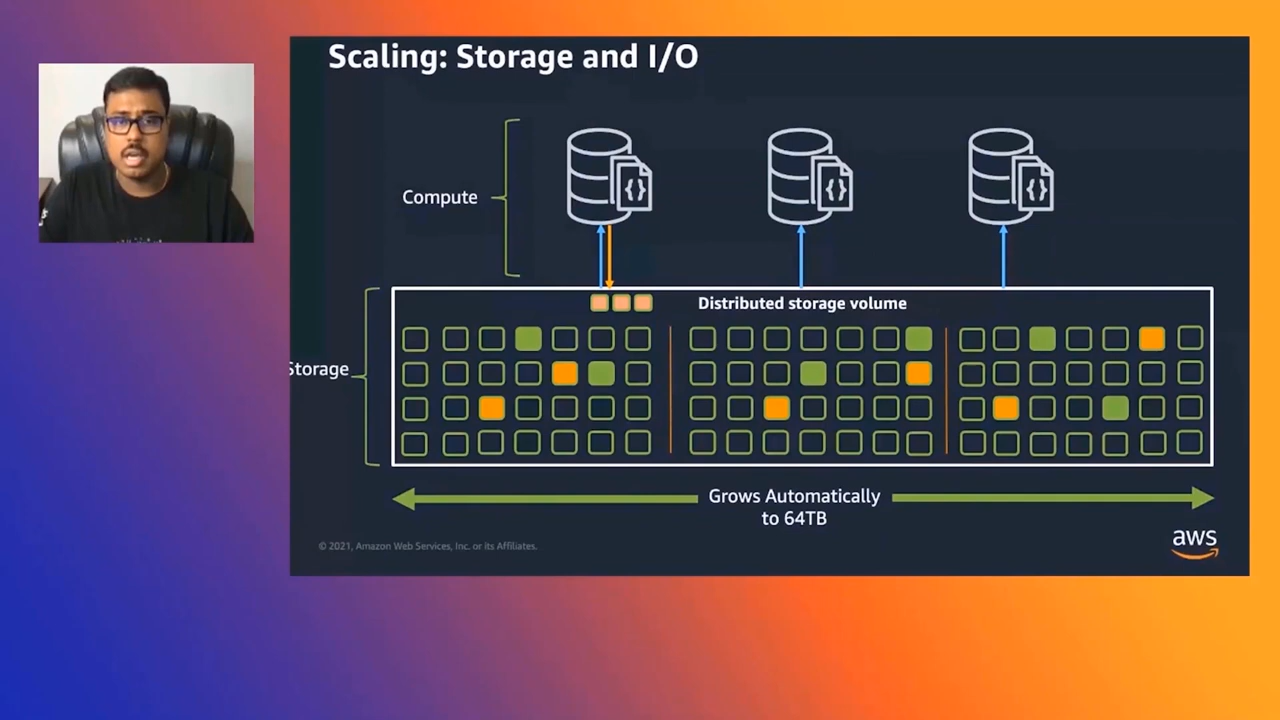 Scaling: Storage and I/O
Compute
{}
{}
{}
Distributed storage volume
Storage
Grows Automatically
to 64TB
© 2021, Amazon Web Services, Inc. or its Affiliates.
aws